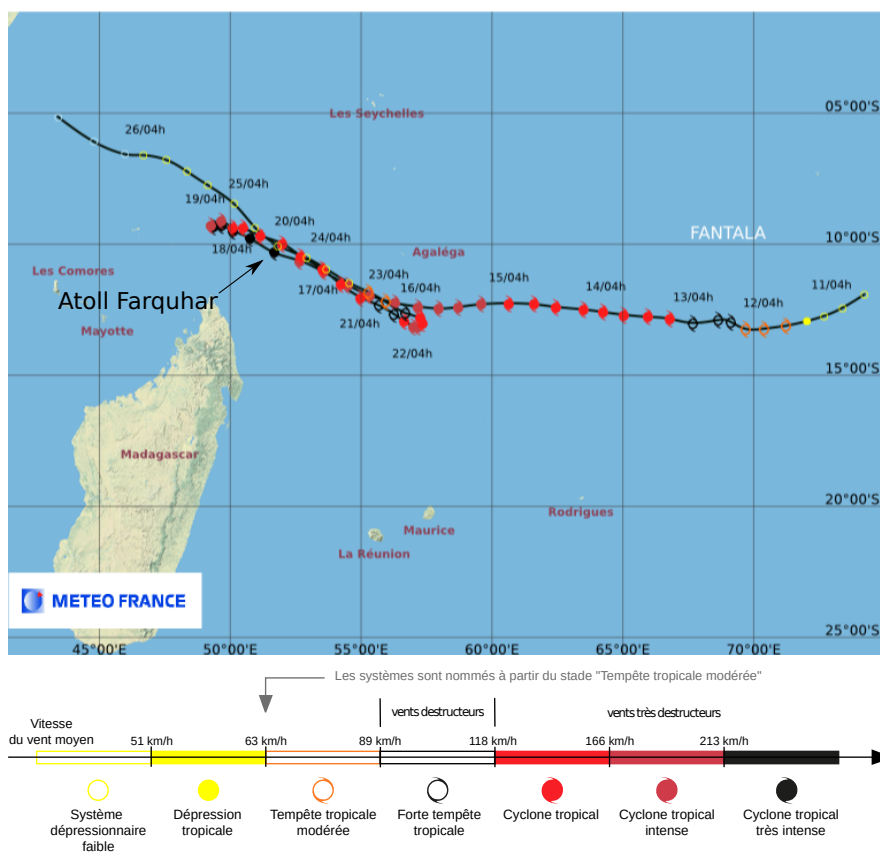 05°00'S
Les Seychelles
26/04h
25/04h
19/04h
20/04h
FANTALA
24/04h
10°00'S
18/04h
Agaléga
Les Comores
23/04h
15/04h
17/04h
16/04h
14/04h
11/04h
Atoll Farquhar
13/04h
12/04h
21/04h
Mayotte
22/04h
15°00'S
Madagascar
20°00'S
Rodrigues
Maurice
La Réunion
METEO FRANCE
25°00'S
45°00'E
50°00'E
55°00'E
60°00'E
65°00'E
70°00'E
Les systèmes sont nommés à partir du stade "Tempête tropicale modérée"
vents destructeurs
vents très destructeurs
Vitesse
du vent moyen
51 km/h
63 km/h
89 km/h
118 km/h
166 km/h
213 km/h
Système
dépressionnaire
faible
Dépression
tropicale
Tempête tropicale
modérée
Forte tempête
tropicale
Cyclone tropical
Cyclone tropical
intense
Cyclone tropical
très intense